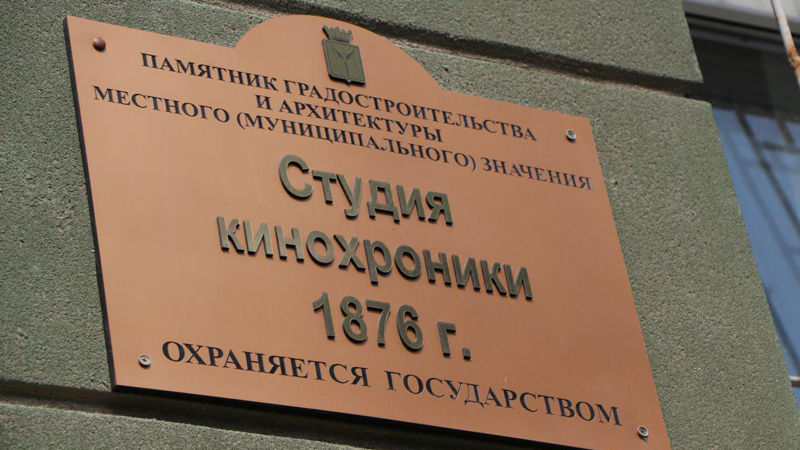 ПАМЯТНИК ГРАДОСТРОИТЕЛЬСТВА
И АРХИТЕКТУРЫ
МЕСТНОГО (МУНИЦИПАЛЬНОГО) ЗНАЧЕНИЯ
Студия
кинохроники
1876 г.
ОХРАНЯЕТСЯ ГОСУДАРСТВОМ